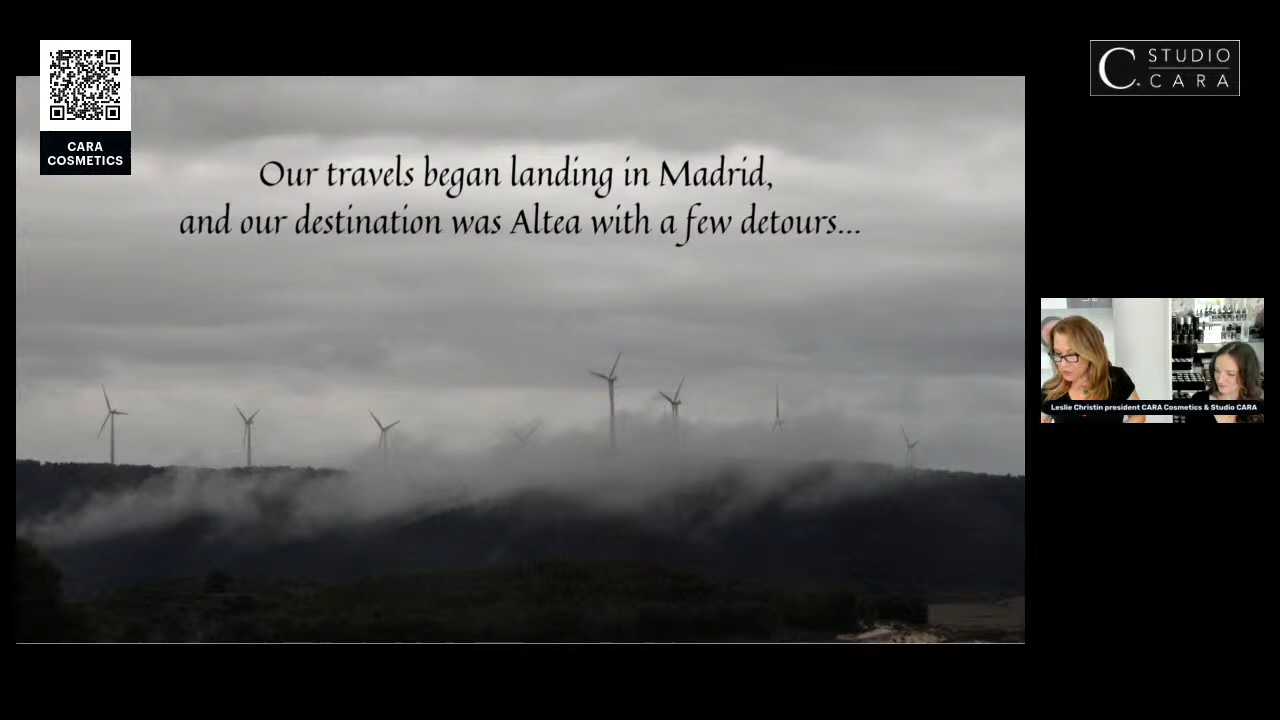 CARA
COSMETICS
C. STUDIO
CARA
Our travels began landing in Madrid,
and our destination was Altea with a few detours...
Leslie Christin president CARA Cosmetics & Studio CARA